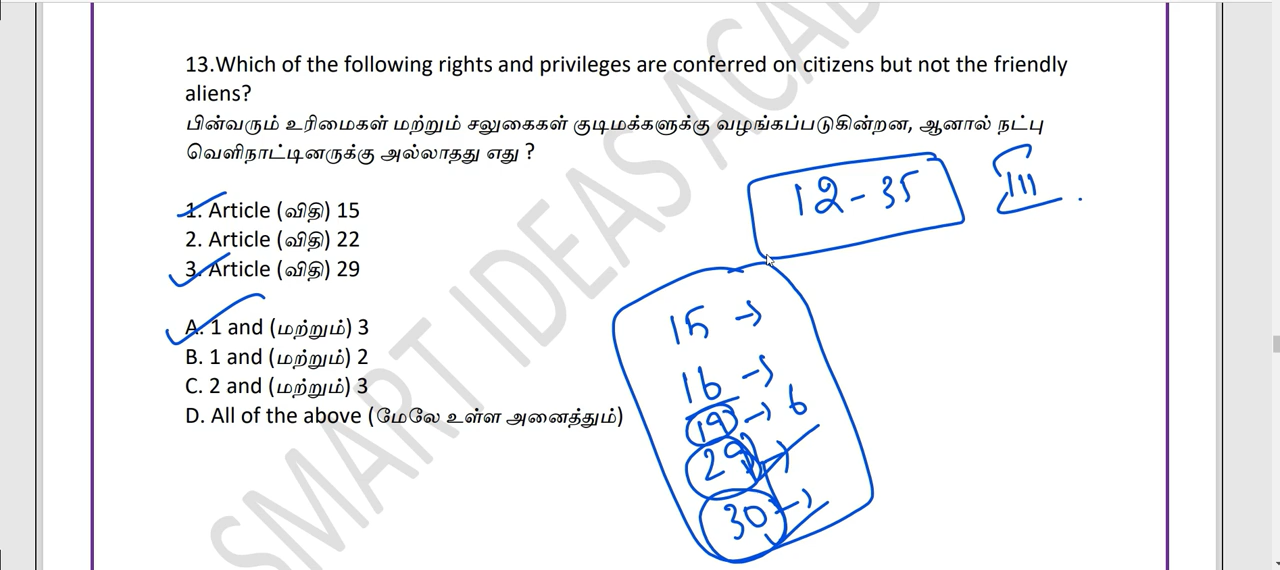 13.Which of the following rights and privileges are conferred on citizens but not the friendly
aliens?
பின்வரும் உரிமைகள் மற்றும் சலுகைகள் குடிமக்களுக்கு வழங்கப்படுகின்றன, ஆனால் நட்பு
வெளிநாட்டினருக்கு அல்லாதது எது ?
12-35 III
1. Article (விதி) 15
2. Article (விதி) 22
3. Article (விதி) 29
A. 1 and (மற்றும்) 3
B. 1 and (மற்றும்) 2
C. 2 and (மற்றும்) 3
D. All of the above (மேலே உள்ள அனைத்தும்)
15 →
16 →
19 → 6
29 →
30 →
SMART IDEAS ACAD